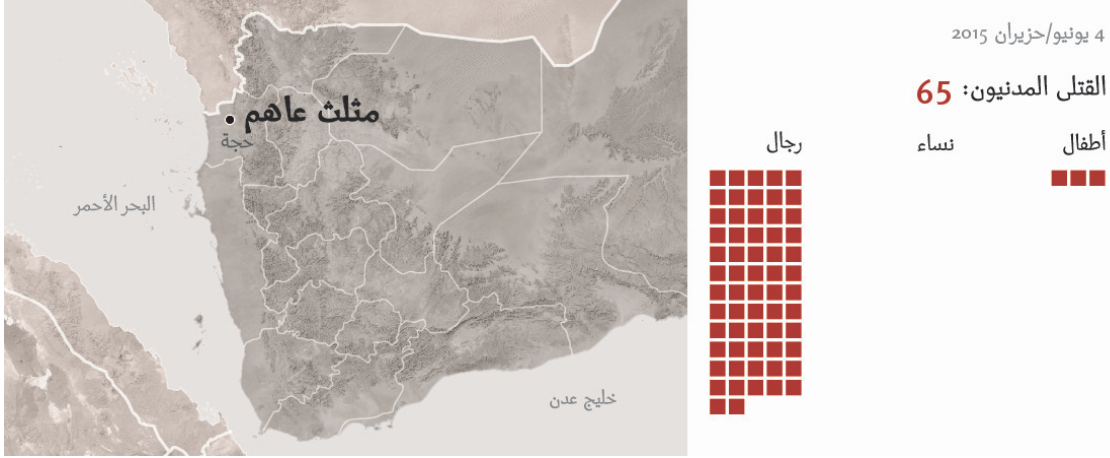 4 يونيو/حزيران 2015
القتلى المدنيون: 65
أطفال
نساء
رجال
مثلث عاهم
حجة
البحر الأحمر
خليج عدن